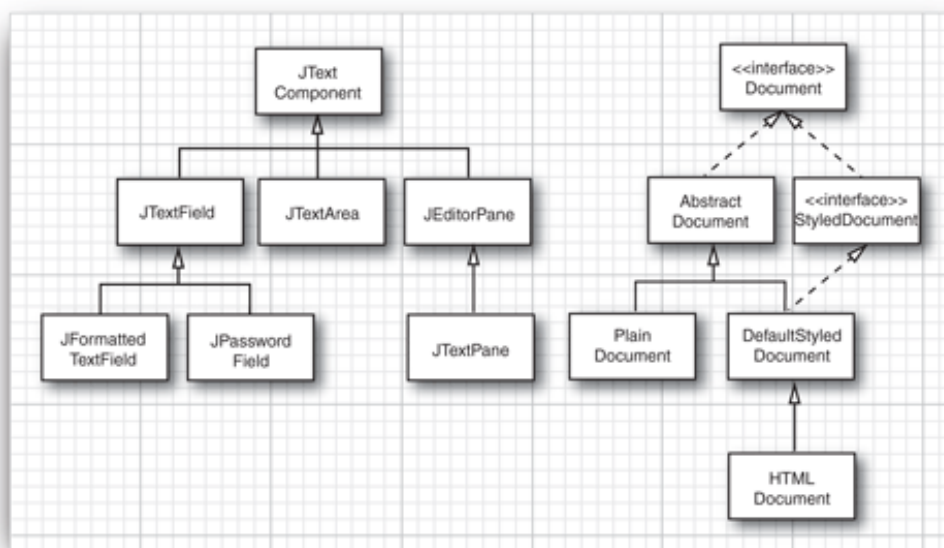 JText
Component
<<interface>>
Document
JTextField
JTextArea
JEditorPane
Abstract
Document
<<interface>>
StyledDocument
JFormatted
TextField
JPassword
Field
JTextPane
Plain
Document
DefaultStyled
Document
HTML
Document